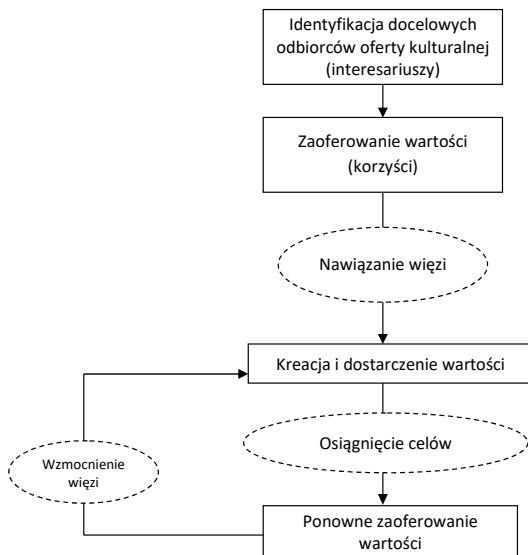 Identyfikacja docelowych
odbiorców oferty kulturalnej
(interesariuszy)
Zaoferowanie wartości
(korzyści)
Nawiązanie więzi
Kreacja i dostarczenie wartości
Osiągnięcie celów
Wzmocnienie
więzi
Ponowne zaoferowanie
wartości